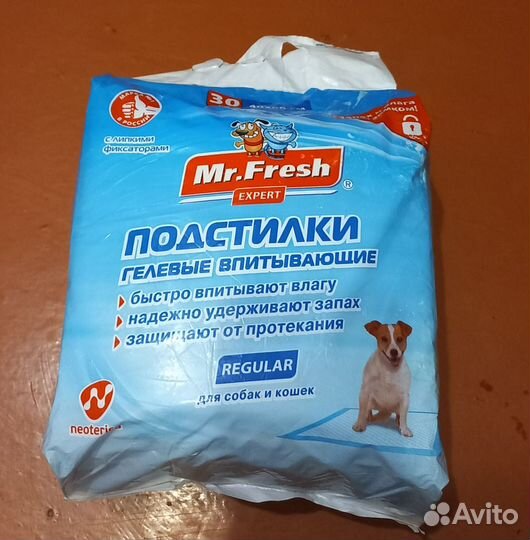 30
В РОССИИ
С ЛИПКИМИ
ФИКСАТОРАМИ
Mr.Fresh
®
EXPERT
ПОДСТИЛКИ
ГЕЛЕВЫЕ ВПИТЫВАЮЩИЕ
быстро впитывают влагу
надежно удерживают запах
защищают от протекания
REGULAR
для собак и кошек
neoterica
Avito